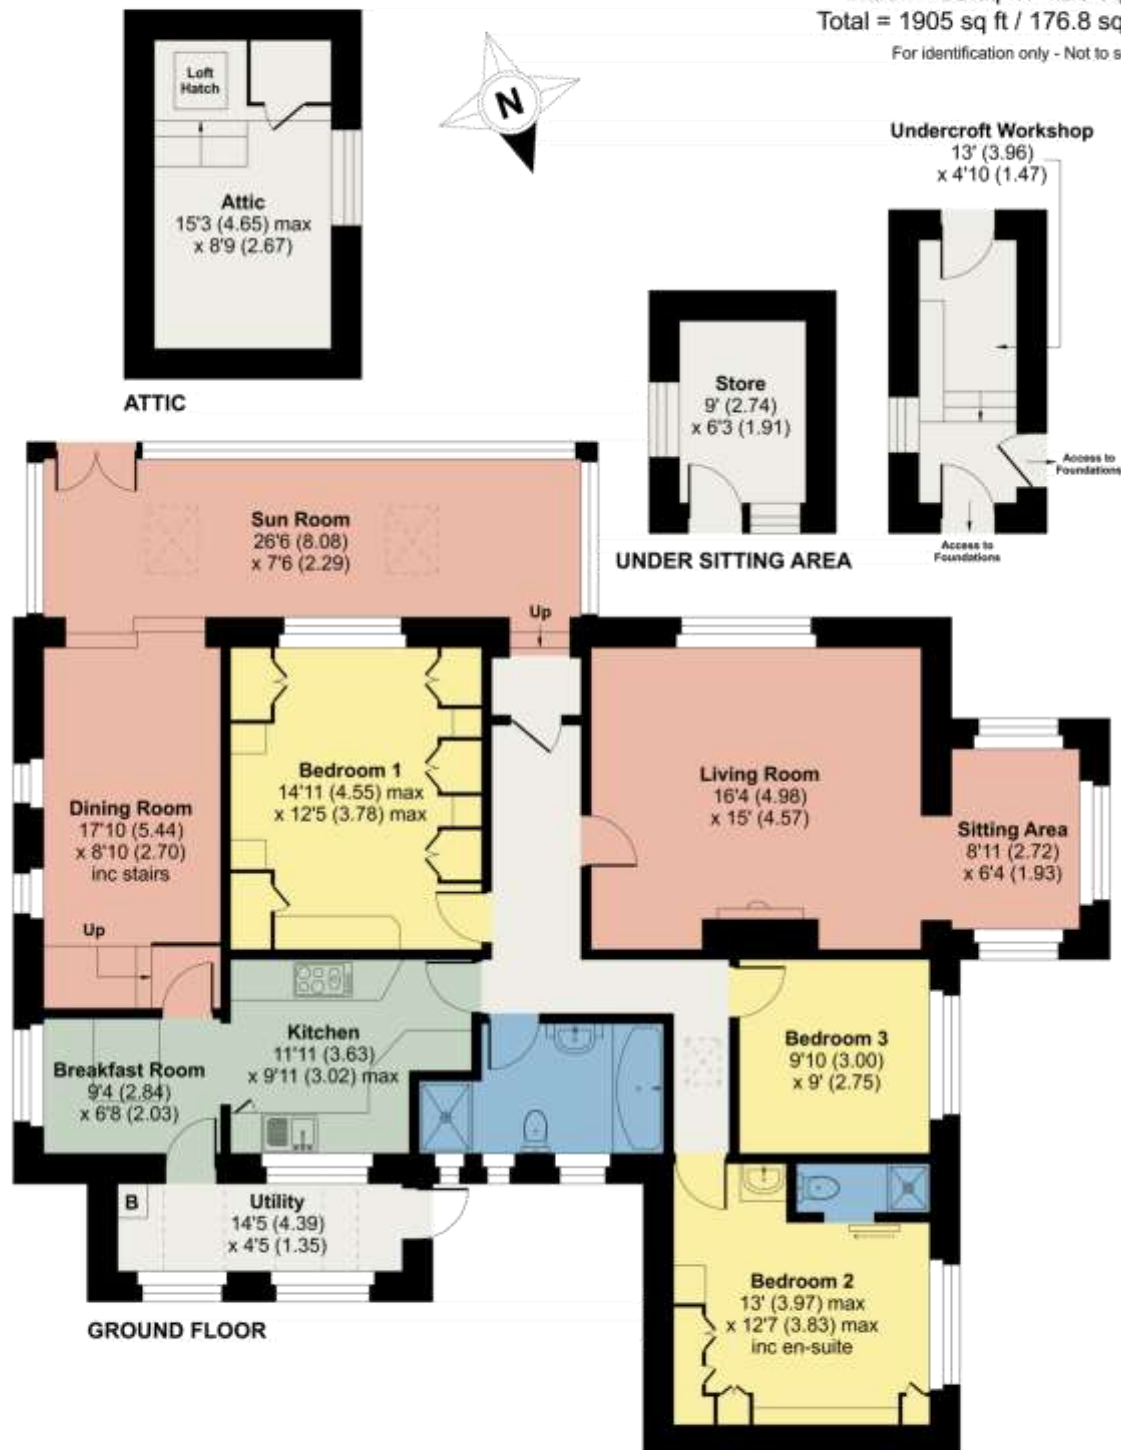 Total = 1905 sq ft / 176.8 sq
For identification only - Not to s
N
Loft
Hatch
Attic
15'3 (4.65) max
x 8'9 (2.67)
ATTIC
Undercroft Workshop
13' (3.96)
x 4'10 (1.47)
Access to
Foundations
Access to
Foundations
Store
9' (2.74)
x 6'3 (1.91)
UNDER SITTING AREA
Sun Room
26'6 (8.08)
x 7'6 (2.29)
Up
Dining Room
17'10 (5.44)
x 8'10 (2.70)
inc stairs
Up
Bedroom 1
14'11 (4.55) max
x 12'5 (3.78) max
Living Room
16'4 (4.98)
x 15' (4.57)
Sitting Area
8'11 (2.72)
x 6'4 (1.93)
Breakfast Room
9'4 (2.84)
x 6'8 (2.03)
Kitchen
11'11 (3.63)
x 9'11 (3.02) max
Bedroom 3
9'10 (3.00)
x 9' (2.75)
B
Utility
14'5 (4.39)
x 4'5 (1.35)
Bedroom 2
13' (3.97) max
x 12'7 (3.83) max
inc en-suite
GROUND FLOOR